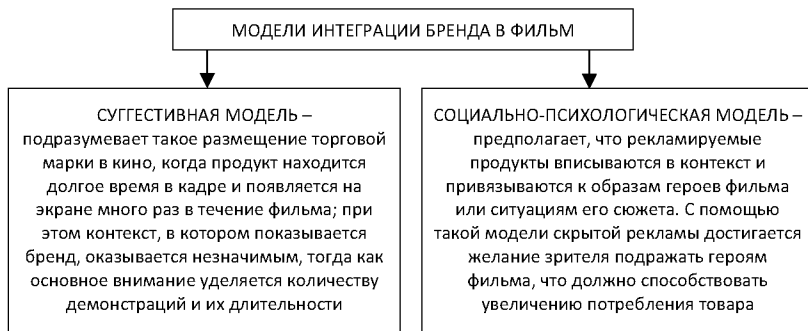 МОДЕЛИ ИНТЕГРАЦИИ БРЕНДА В ФИЛЬМ
СУГГЕСТИВНАЯ МОДЕЛЬ –
подразумевает такое размещение торговой
марки в кино, когда продукт находится
долгое время в кадре и появляется на
экране много раз в течение фильма; при
этом контекст, в котором показывается
бренд, оказывается незначимым, тогда как
основное внимание уделяется количеству
демонстраций и их длительности
СОЦИАЛЬНО-ПСИХОЛОГИЧЕСКАЯ МОДЕЛЬ –
предполагает, что рекламируемые
продукты вписываются в контекст и
привязываются к образам героев фильма
или ситуациям его сюжета. С помощью
такой модели скрытой рекламы достигается
желание зрителя подражать героям
фильма, что должно способствовать
увеличению потребления товара